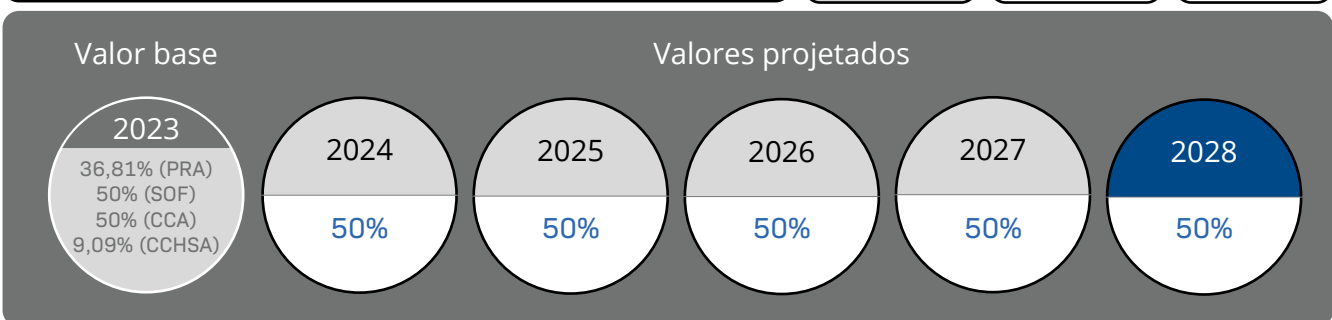 Valor base
Valores projetados
2023
36,81% (PRA)
50% (SOF)
50% (CCA)
9,09% (CCHSA)
2024
50%
2025
50%
2026
50%
2027
50%
2028
50%